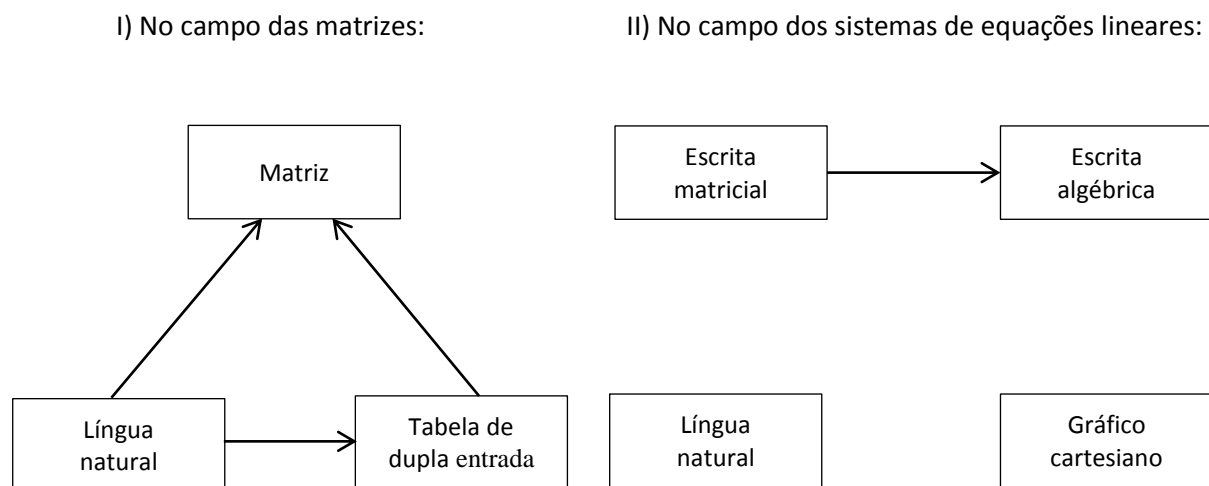 I) No campo das matrizes:
II) No campo dos sistemas de equações lineares:
Matriz
Escrita
matricial
Escrita
algébrica
Língua
natural
Tabela de
dupla entrada
Língua
natural
Gráfico
cartesiano